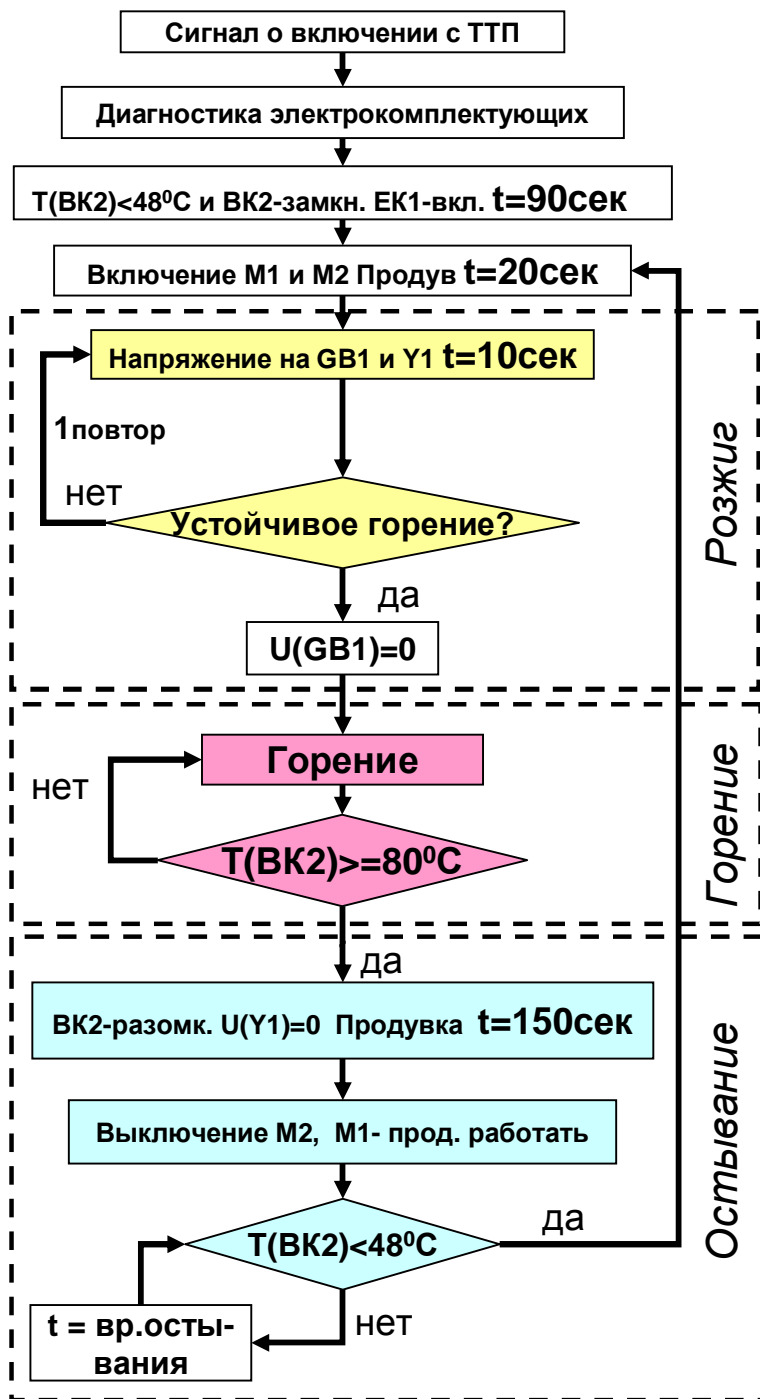 Сигнал о включении с ТТП
Диагностика электрокомплектующих
Т(ВК2)<48⁰С и ВК2-замкн. ЕК1-вкл. t=90сек
Включение М1 и М2 Продув t=20сек
Напряжение на GB1 и Y1 t=10сек
1повтор
нет
Устойчивое горение?
да
U(GB1)=0
Розжиг
Горение
нет
Т(ВК2)>=80⁰С
Горение
да
ВК2-разомк. U(Y1)=0 Продувка t=150сек
Выключение М2, М1- прод. работать
Т(ВК2)<48⁰С
да
нет
t = вр.осты-
вания
Остывание